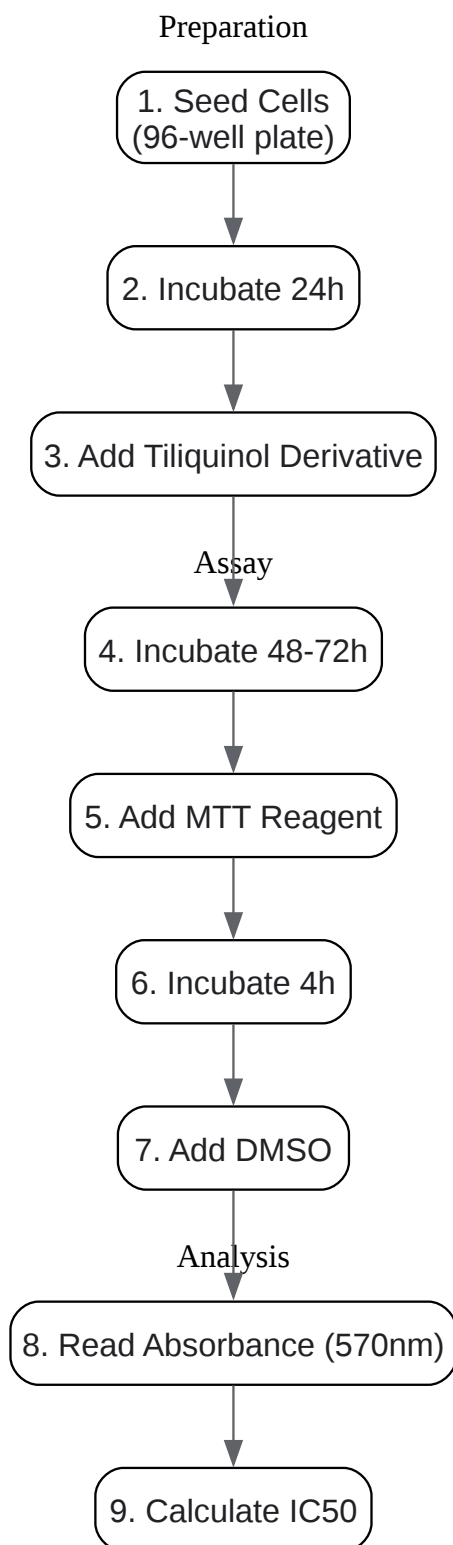 Preparation
1. Seed Cells
(96-well plate)
2. Incubate 24h
3. Add Tiliquinol Derivative
Assay
4. Incubate 48-72h
5. Add MTT Reagent
6. Incubate 4h
7. Add DMSO
Analysis
8. Read Absorbance (570nm)
9. Calculate IC50